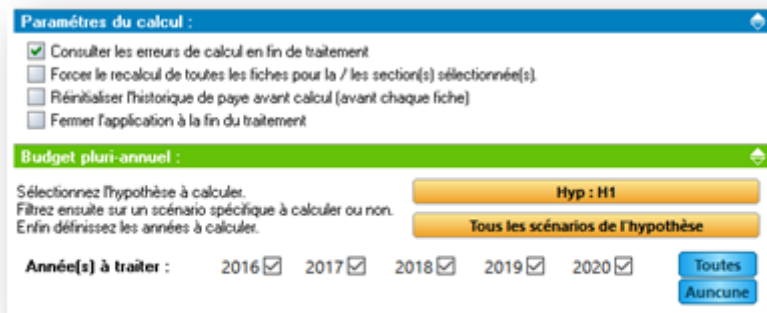 Paramétres du calcul :
Consulter les erreurs de calcul en fin de traitement
Forcer le recalcul de toutes les fiches pour la / les section(s) sélectionnée(s).
Réinitialiser l'historique de paye avant calcul (avant chaque fiche)
Fermer l'application à la fin du traitement
Budget pluri-annuel :
Sélectionnez l'hypothèse à calculer.
Hyp : H1
Filtrez ensuite sur un scénario spécifique à calculer ou non.
Enfin définissez les années à calculer.
Tous les scénarios de l'hypothèse
Année(s) à traiter : 2016 2017 2018 2019 2020 Toutes
Auncune